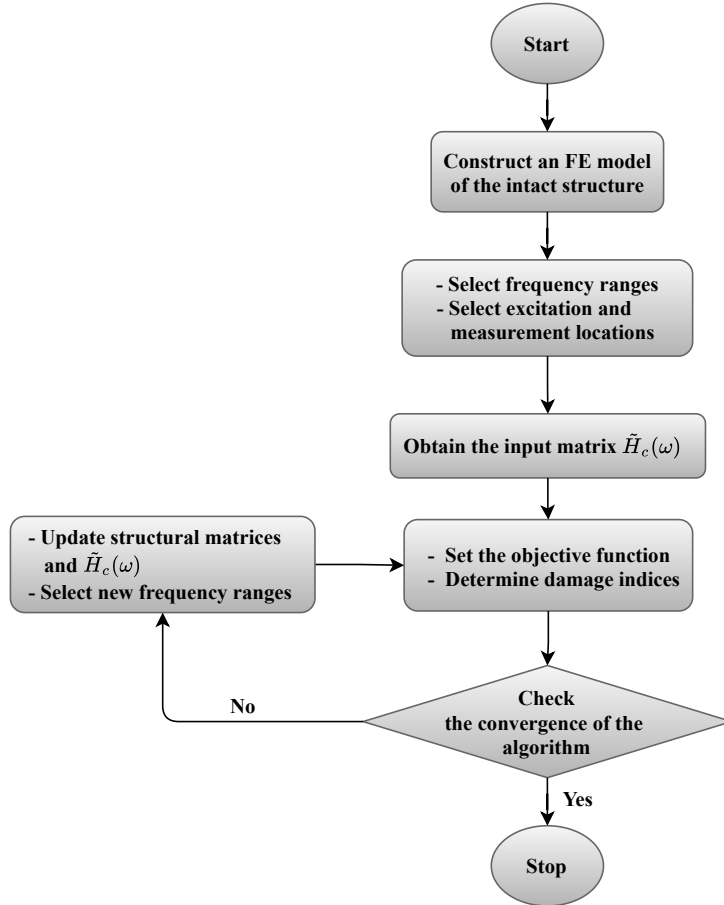 Start
Construct an FE model
of the intact structure
- Select frequency ranges
- Select excitation and
measurement locations
Obtain the input matrix H̃c(ω)
- Update structural matrices
and H̃c(ω)
- Select new frequency ranges
- Set the objective function
- Determine damage indices
Check
the convergence of the
algorithm
No
Yes
Stop